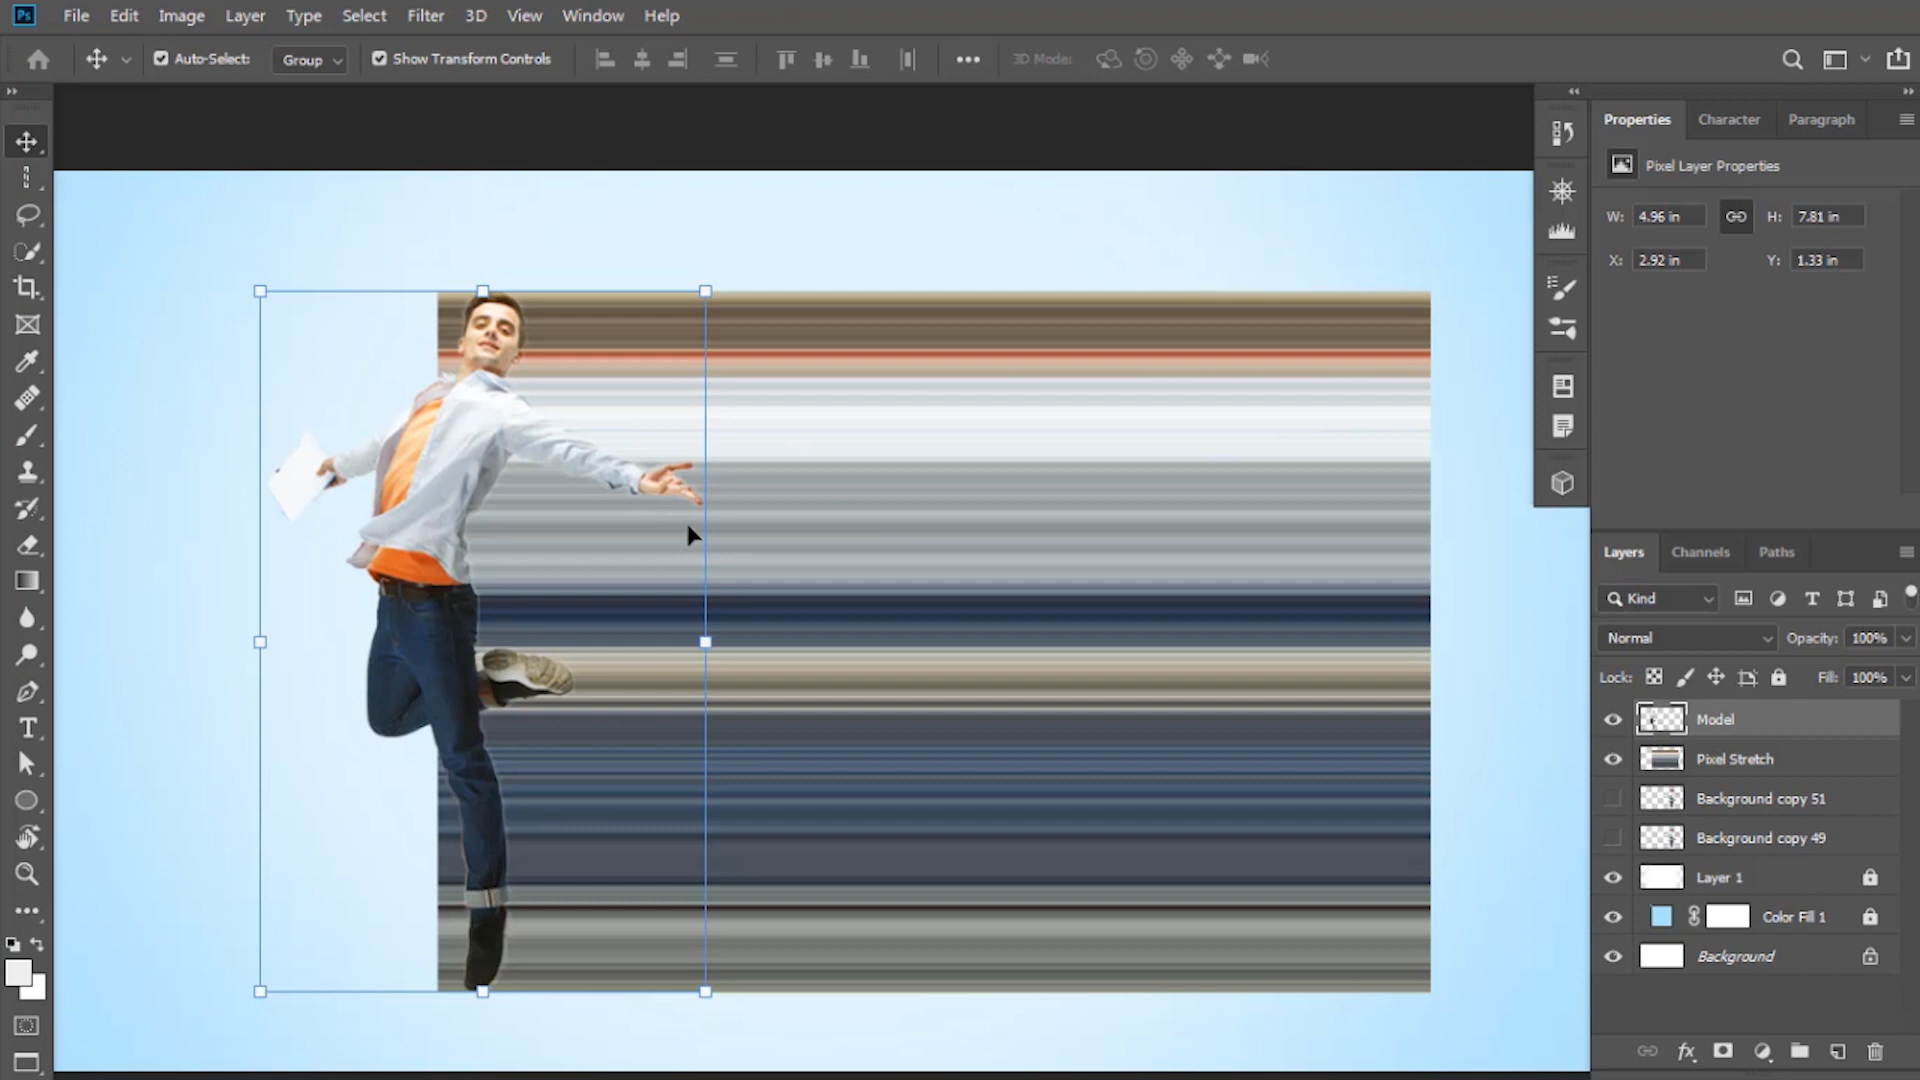 Ps File Edit Image Layer Type Select Filter 3D View Window Help
Auto-Select: Group Show Transform Controls 3D Mode:
Properties Character Paragraph
Pixel Layer Properties
W: 4.96 in H: 7.81 in
X: 2.92 in Y: 1.33 in
Layers Channels Paths
Kind
Normal Opacity: 100%
Lock: Fill: 100%
Model
Pixel Stretch
Background copy 51
Background copy 49
Layer 1
Color Fill 1
Background
fx